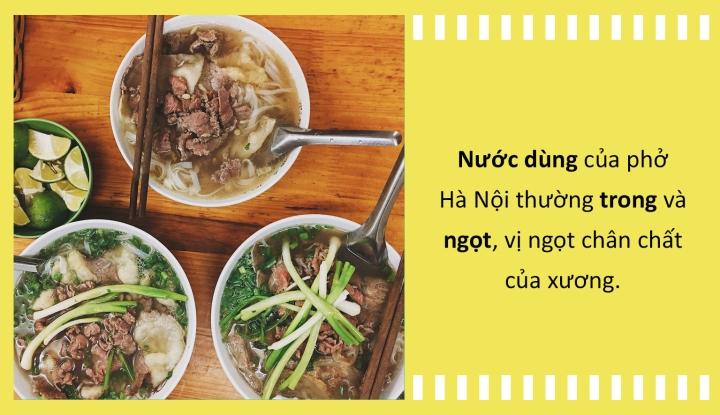 Nước dùng của phở
Hà Nội thường trong và
ngọt, vị ngọt chân chất
của xương.